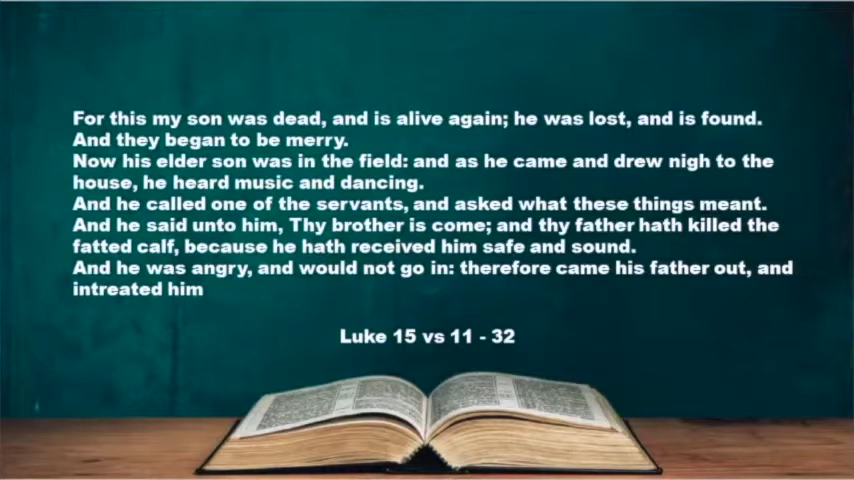 For this my son was dead, and is alive again; he was lost, and is found.
And they began to be merry.
Now his elder son was in the field: and as he came and drew nigh to the
house, he heard music and dancing.
And he called one of the servants, and asked what these things meant.
And he said unto him, Thy brother is come; and thy father hath killed the
fatted calf, because he hath received him safe and sound.
And he was angry, and would not go in: therefore came his father out, and
intreated him
Luke 15 vs 11 - 32